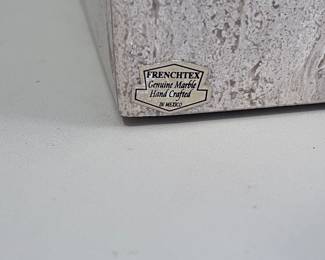 FRENCHTEX
Genuine Marble
Hand Crafted
IN MEXICO